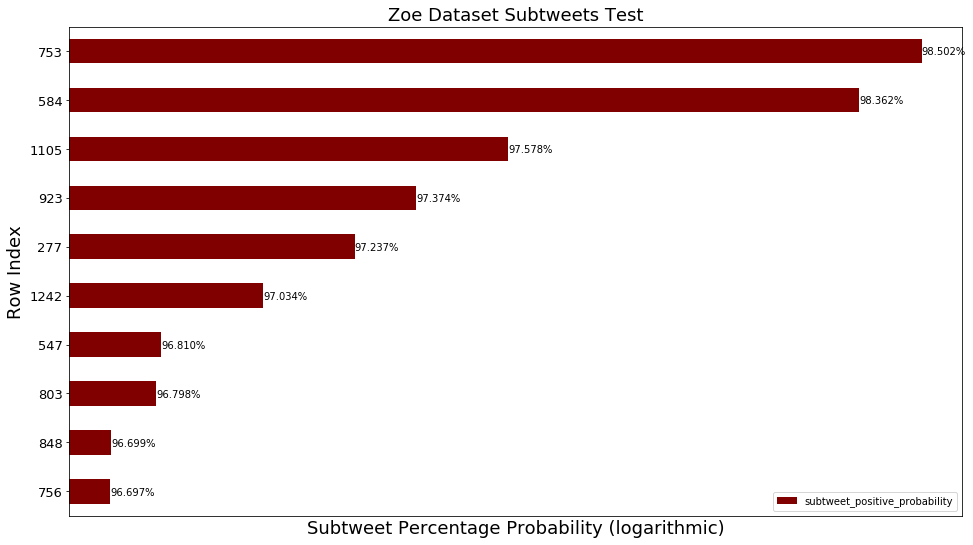 Zoe Dataset Subtweets Test
Row Index
753 98.502%
584 98.362%
1105 97.578%
923 97.374%
277 97.237%
1242 97.034%
547 96.810%
803 96.798%
848 96.699%
756 96.697%
subtweet_positive_probability
Subtweet Percentage Probability (logarithmic)